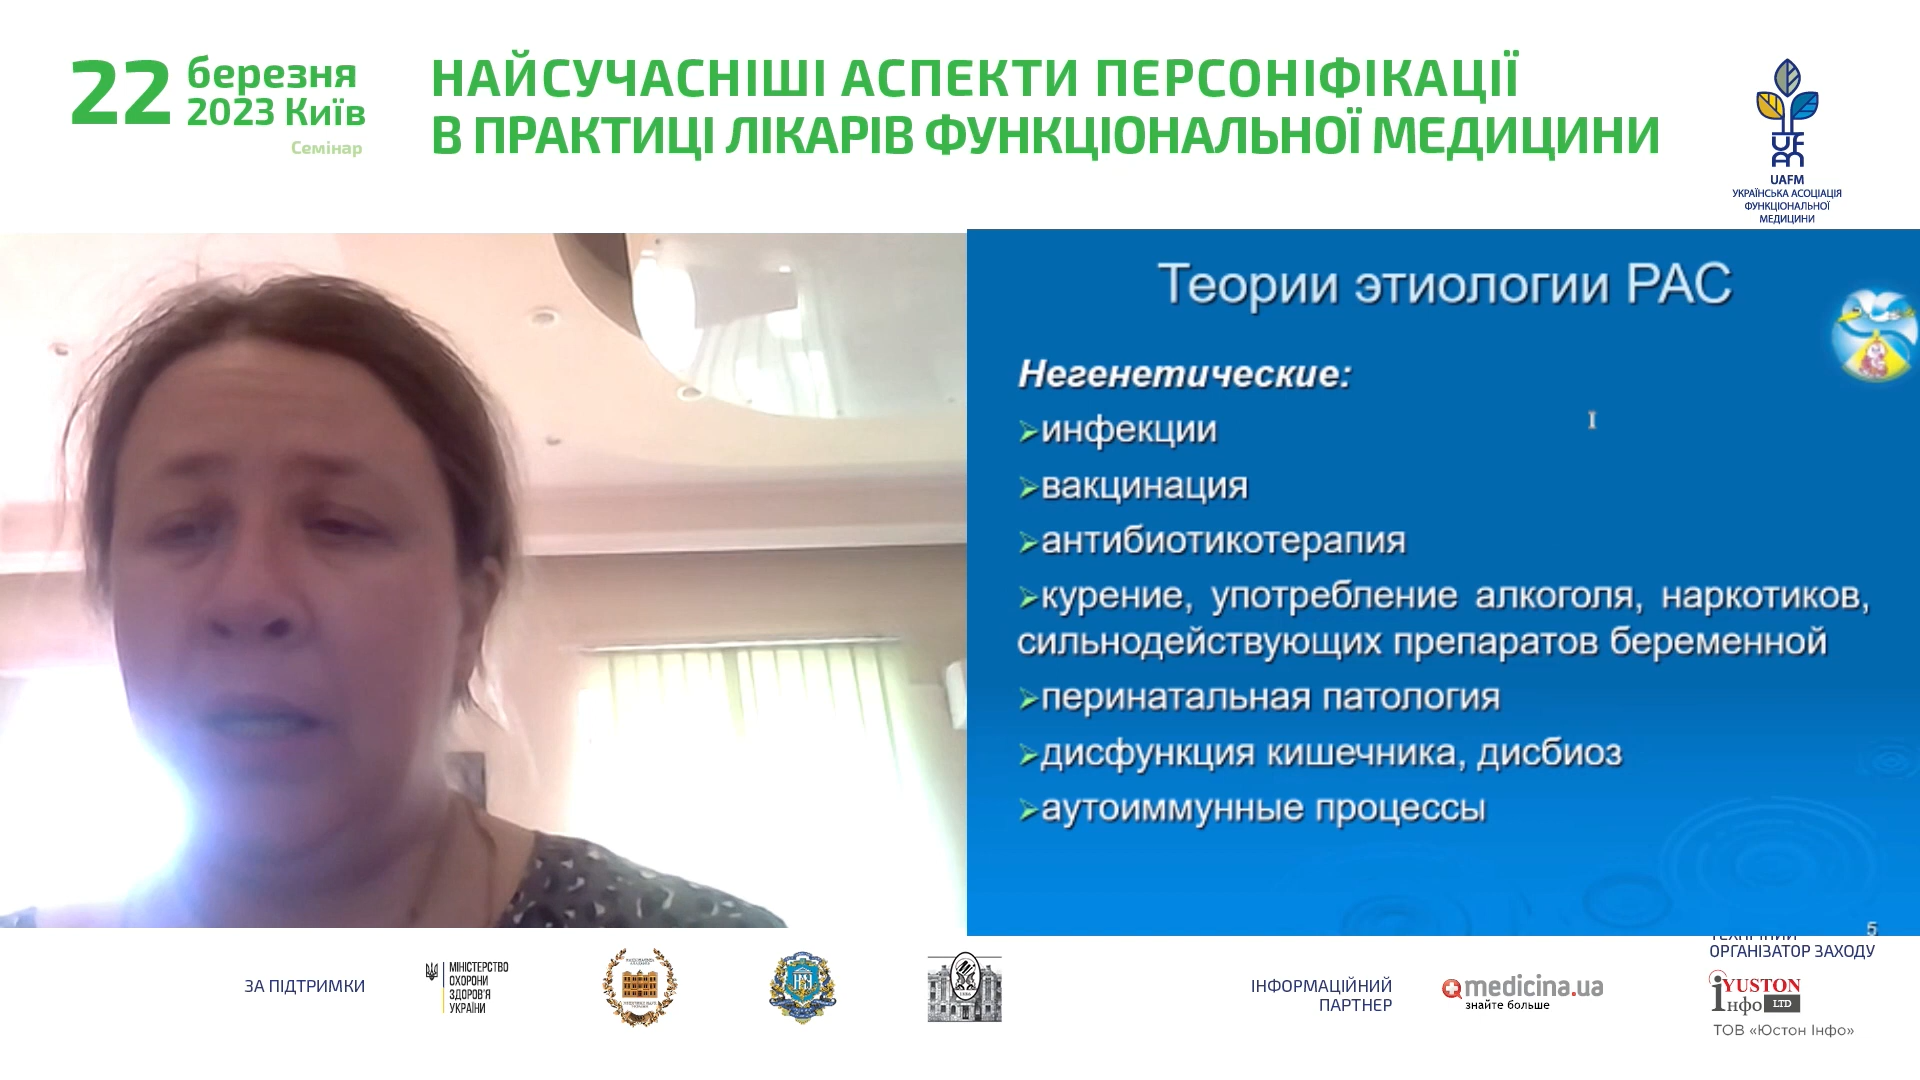 22 березня
2023 Київ
Семінар
НАЙСУЧАСНІШІ АСПЕКТИ ПЕРСОНІФІКАЦІЇ
В ПРАКТИЦІ ЛІКАРІВ ФУНКЦІОНАЛЬНОЇ МЕДИЦИНИ
UAFM
УКРАЇНСЬКА АСОЦІАЦІЯ
ФУНКЦІОНАЛЬНОЇ
МЕДИЦИНИ
Теории этиологии РАС
Негенетические:
инфекции
вакцинация
антибиотикотерапия
курение, употребление алкоголя, наркотиков,
сильнодействующих препаратов беременной
перинатальная патология
дисфункция кишечника, дисбиоз
аутоиммунные процессы
5
ЗА ПІДТРИМКИ
МІНІСТЕРСТВО
ОХОРОНИ
ЗДОРОВ'Я
УКРАЇНИ
ІНФОРМАЦІЙНИЙ
ПАРТНЕР
medicina.ua
знайте больше
ТЕХНІЧНИЙ
ОРГАНІЗАТОР ЗАХОДУ
iYUSTON
Інфо LTD
ТОВ «Юстон Інфо»